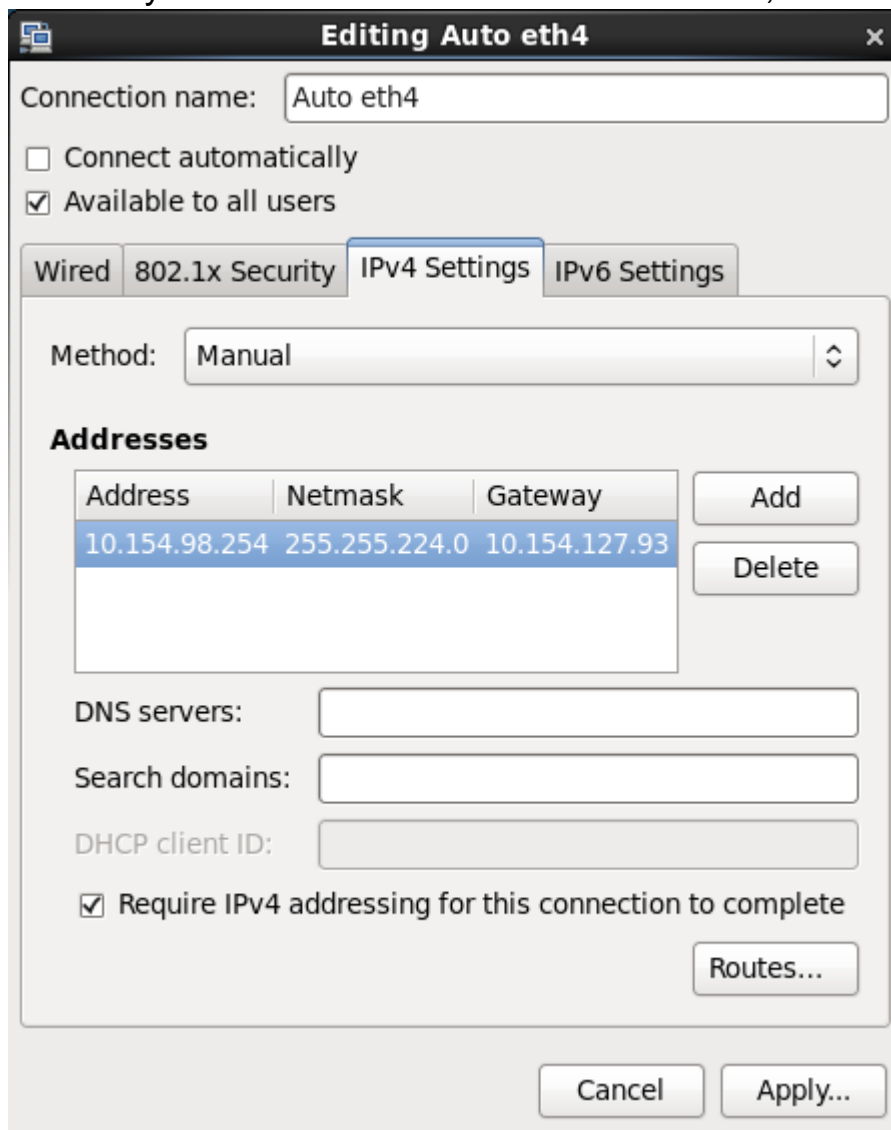 Editing Auto eth4
Connection name: Auto eth4
Connect automatically
Available to all users
Wired 802.1x Security IPv4 Settings IPv6 Settings
Method: Manual
Addresses
Address Netmask Gateway Add
10.154.98.254 255.255.224.0 10.154.127.93
Delete
DNS servers:
Search domains:
DHCP client ID:
Require IPv4 addressing for this connection to complete
Routes...
Cancel Apply...